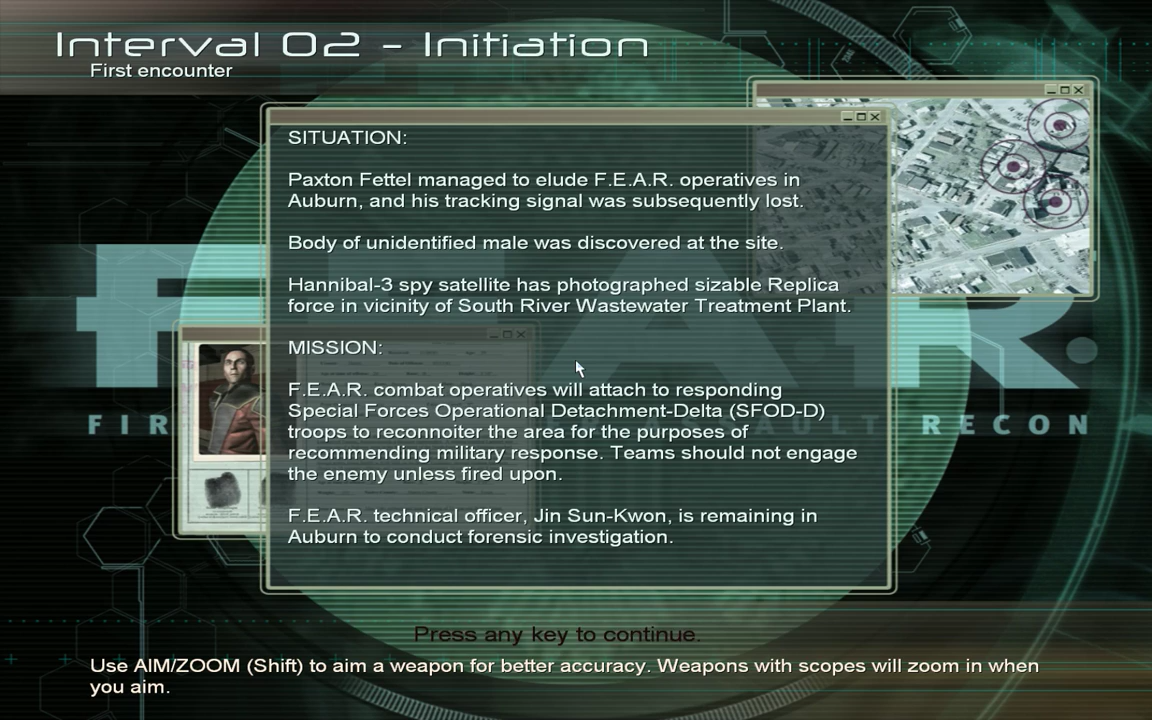 Interval 02 - Initiation
First encounter
SITUATION:
Paxton Fettel managed to elude F.E.A.R. operatives in
Auburn, and his tracking signal was subsequently lost.
Body of unidentified male was discovered at the site.
Hannibal-3 spy satellite has photographed sizable Replica
force in vicinity of South River Wastewater Treatment Plant.
MISSION:
F.E.A.R. combat operatives will attach to responding
Special Forces Operational Detachment-Delta (SFOD-D)
troops to reconnoiter the area for the purposes of
recommending military response. Teams should not engage
the enemy unless fired upon.
F.E.A.R. technical officer, Jin Sun-Kwon, is remaining in
Auburn to conduct forensic investigation.
RECON
Press any key to continue.
Use AIM/ZOOM (Shift) to aim a weapon for better accuracy. Weapons with scopes will zoom in when
you aim.